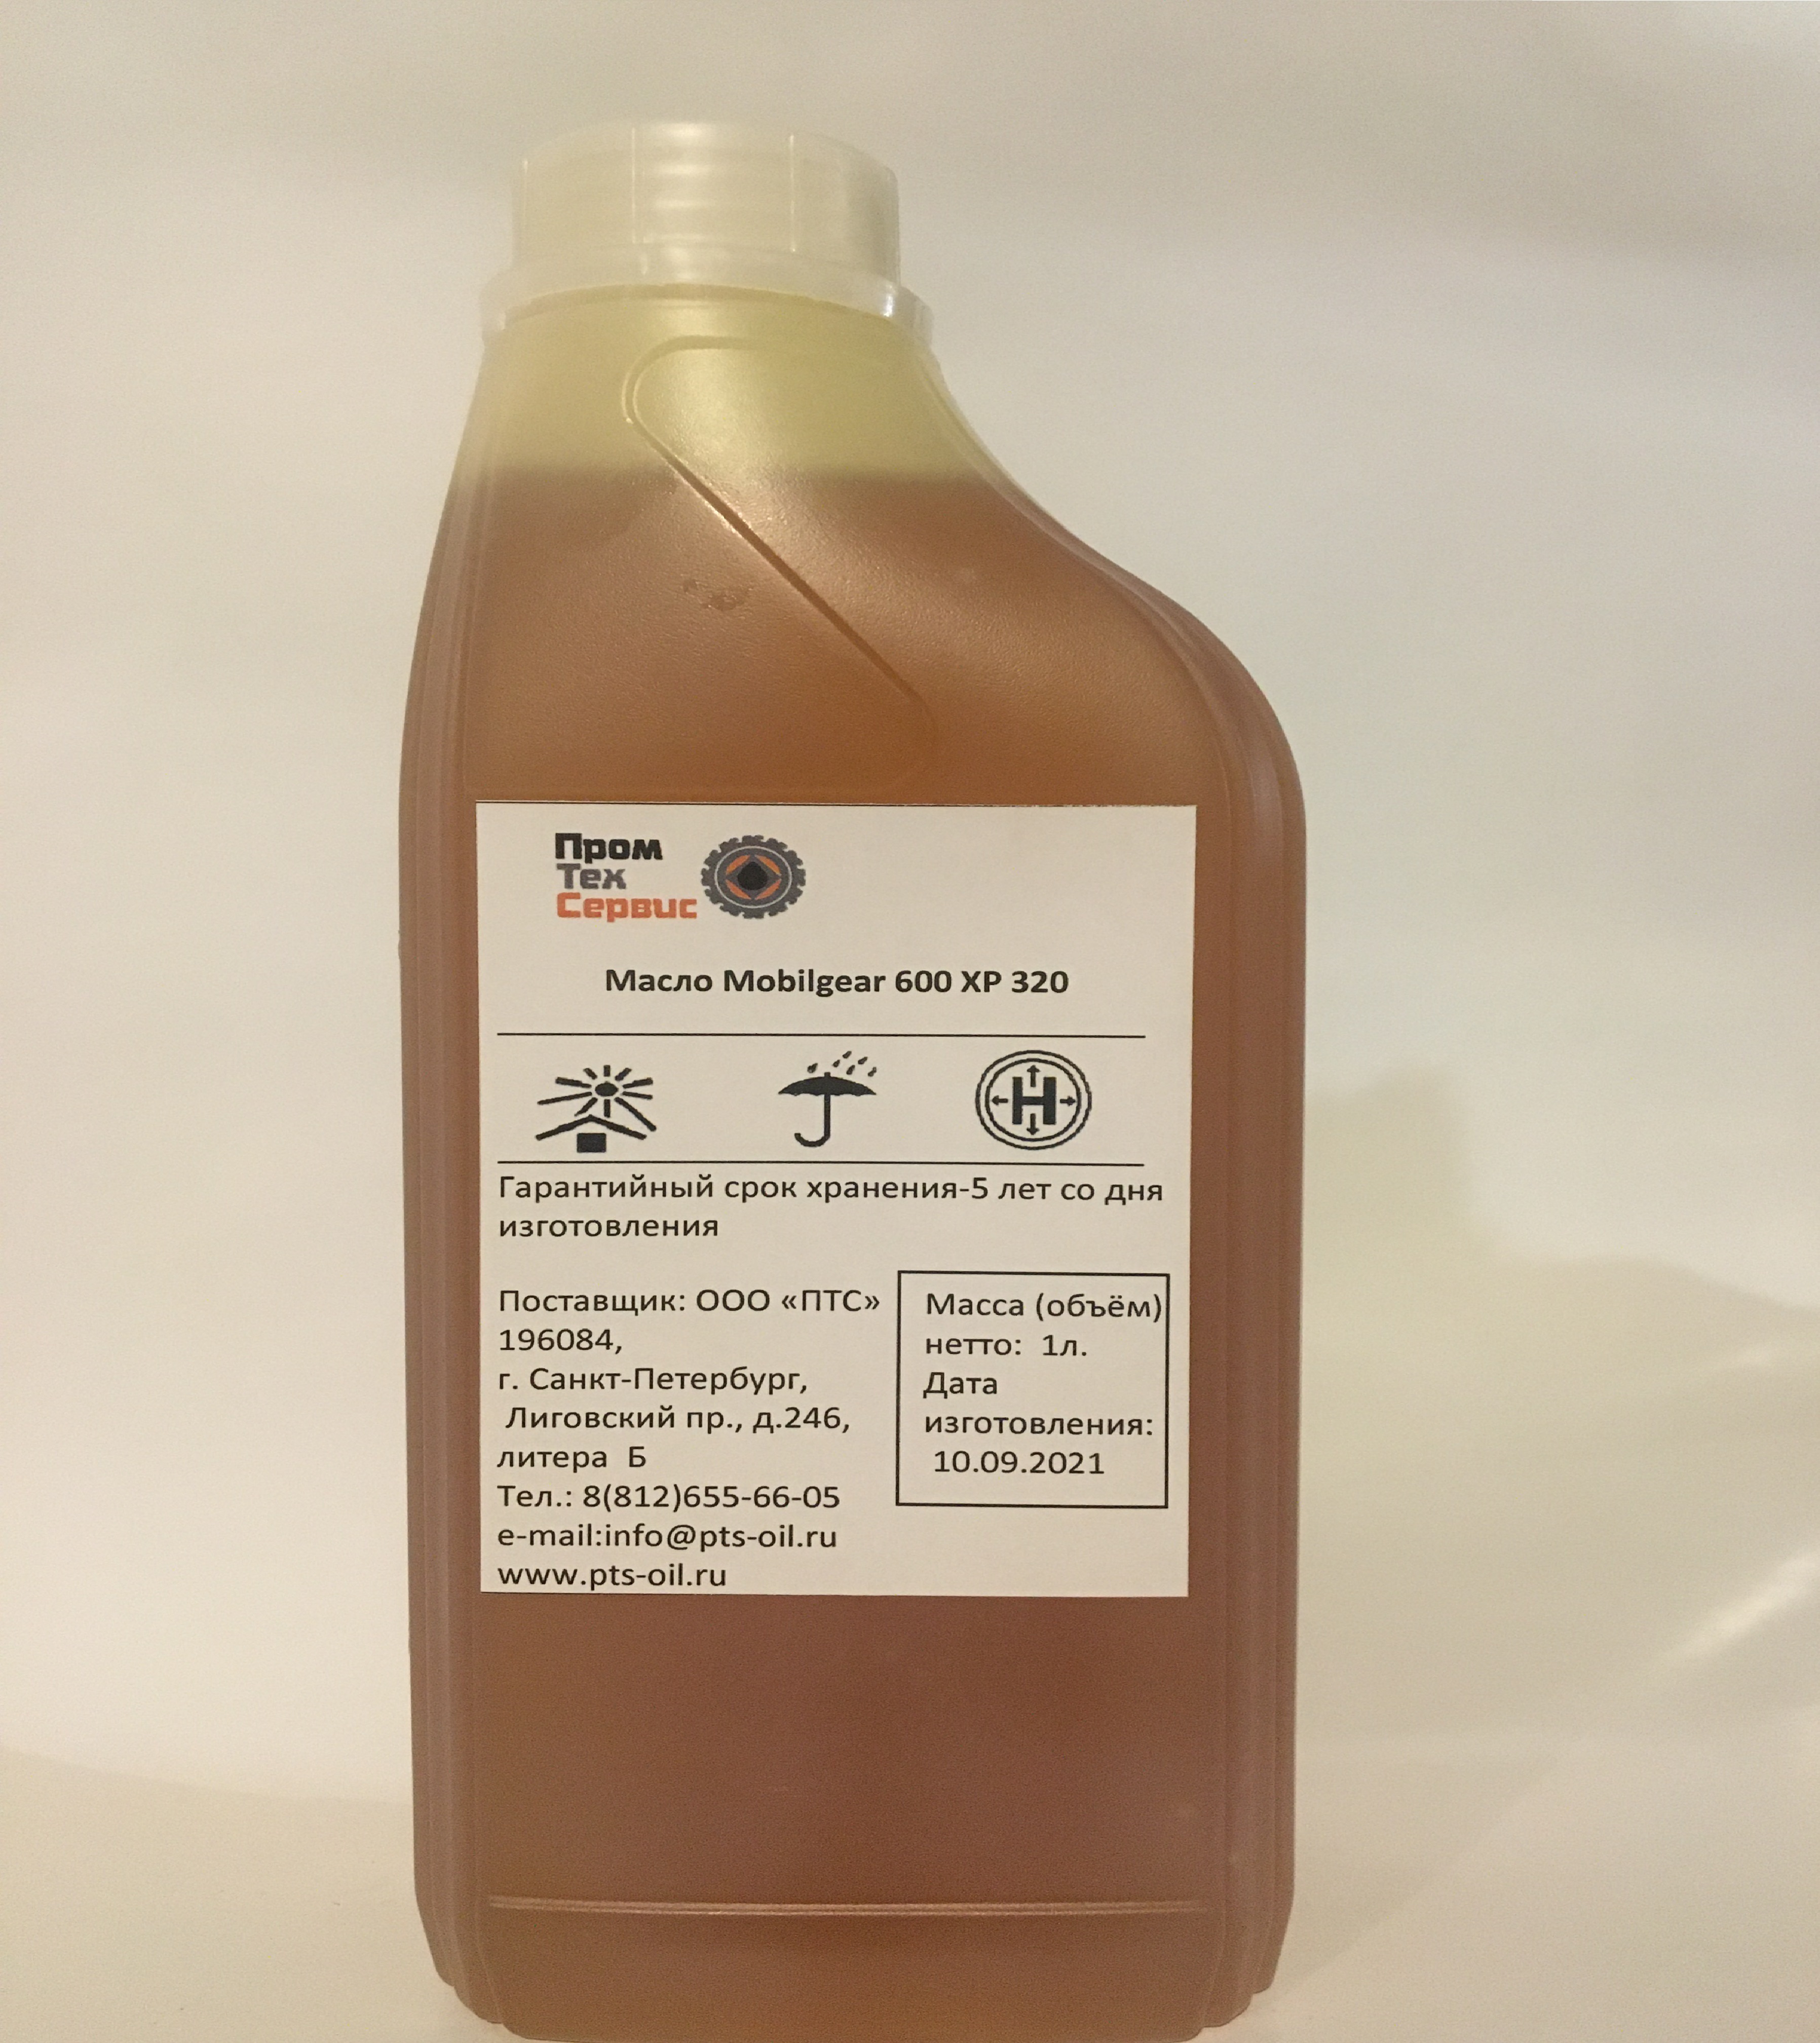 Пром
Тех
Сервис
Масло Mobilgear 600 XP 320
Н
Гарантийный срок хранения-5 лет со дня
изготовления
Поставщик: ООО «ПТС»
196084,
г. Санкт-Петербург,
Лиговский пр., д.246,
литера Б
Тел.: 8(812)655-66-05
e-mail:info@pts-oil.ru
www.pts-oil.ru
Масса (объём)
нетто: 1л.
Дата
изготовления:
10.09.2021